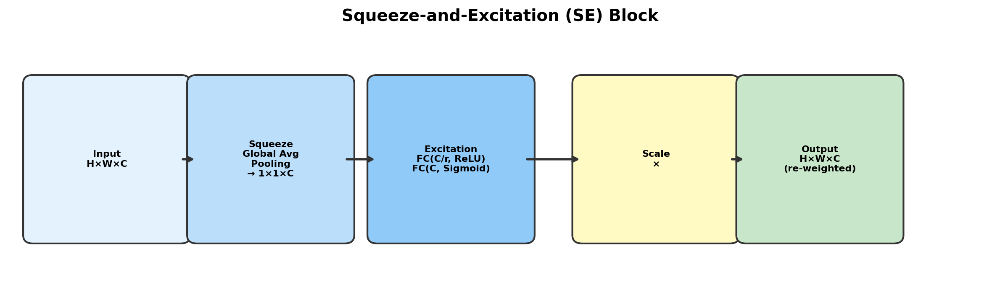 Squeeze-and-Excitation (SE) Block
Input
H×W×C
Squeeze
Global Avg
Pooling
→ 1×1×C
Excitation
FC(C/r, ReLU)
FC(C, Sigmoid)
Scale
×
Output
H×W×C
(re-weighted)